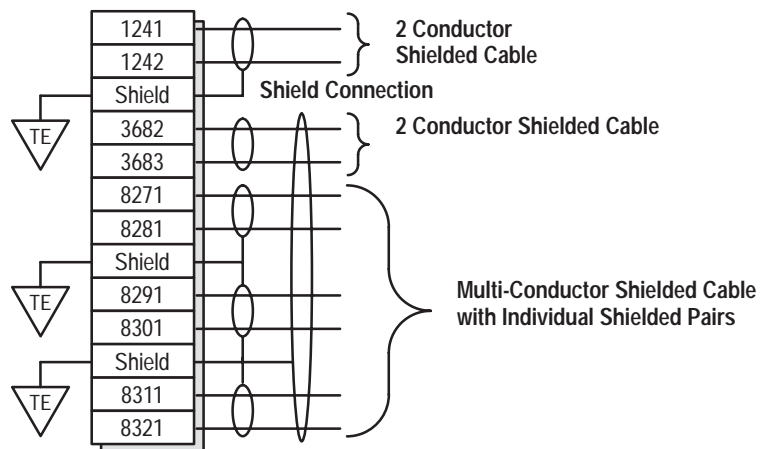 1241
1242
Shield
3682
3683
8271
8281
Shield
8291
8301
Shield
8311
8321
TE
TE
TE
2 Conductor
Shielded Cable
Shield Connection
2 Conductor Shielded Cable
Multi-Conductor Shielded Cable
with Individual Shielded Pairs